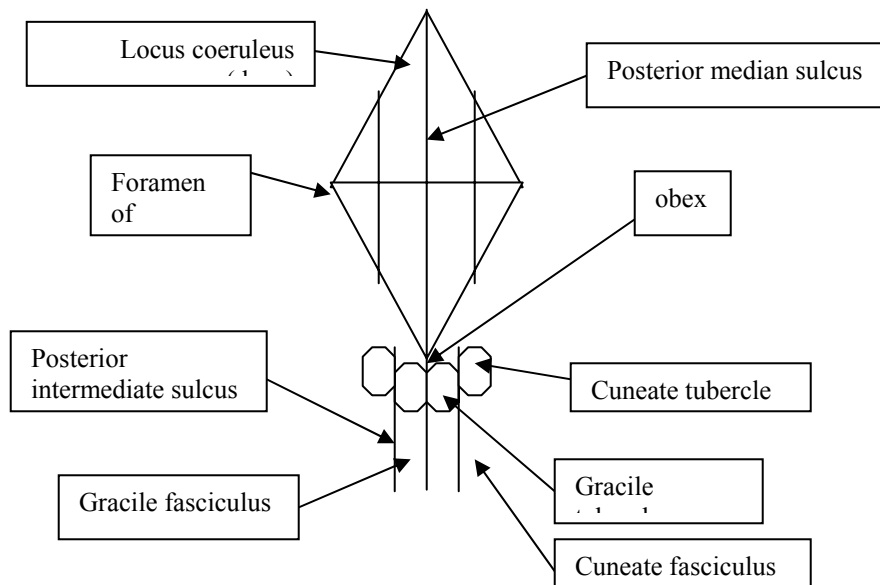 Locus coeruleus
Posterior median sulcus
Foramen
of
obex
Posterior
intermediate sulcus
Cuneate tubercle
Gracile fasciculus
Gracile
Cuneate fasciculus